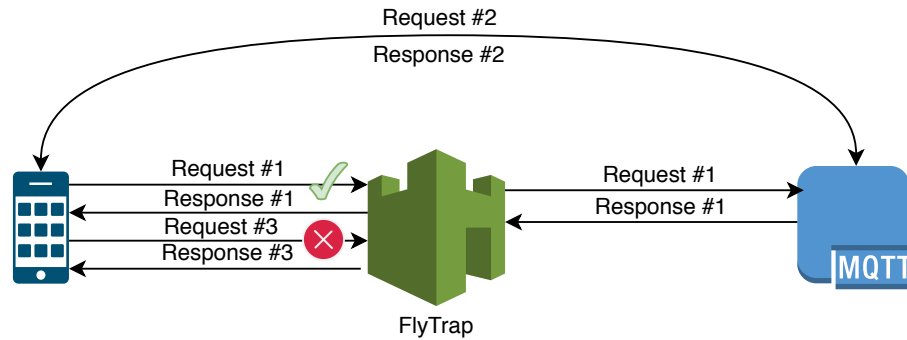 Request #2
Response #2
Request #1
Response #1
Request #3
Response #3
Request #1
Response #1
MQTT
FlyTrap